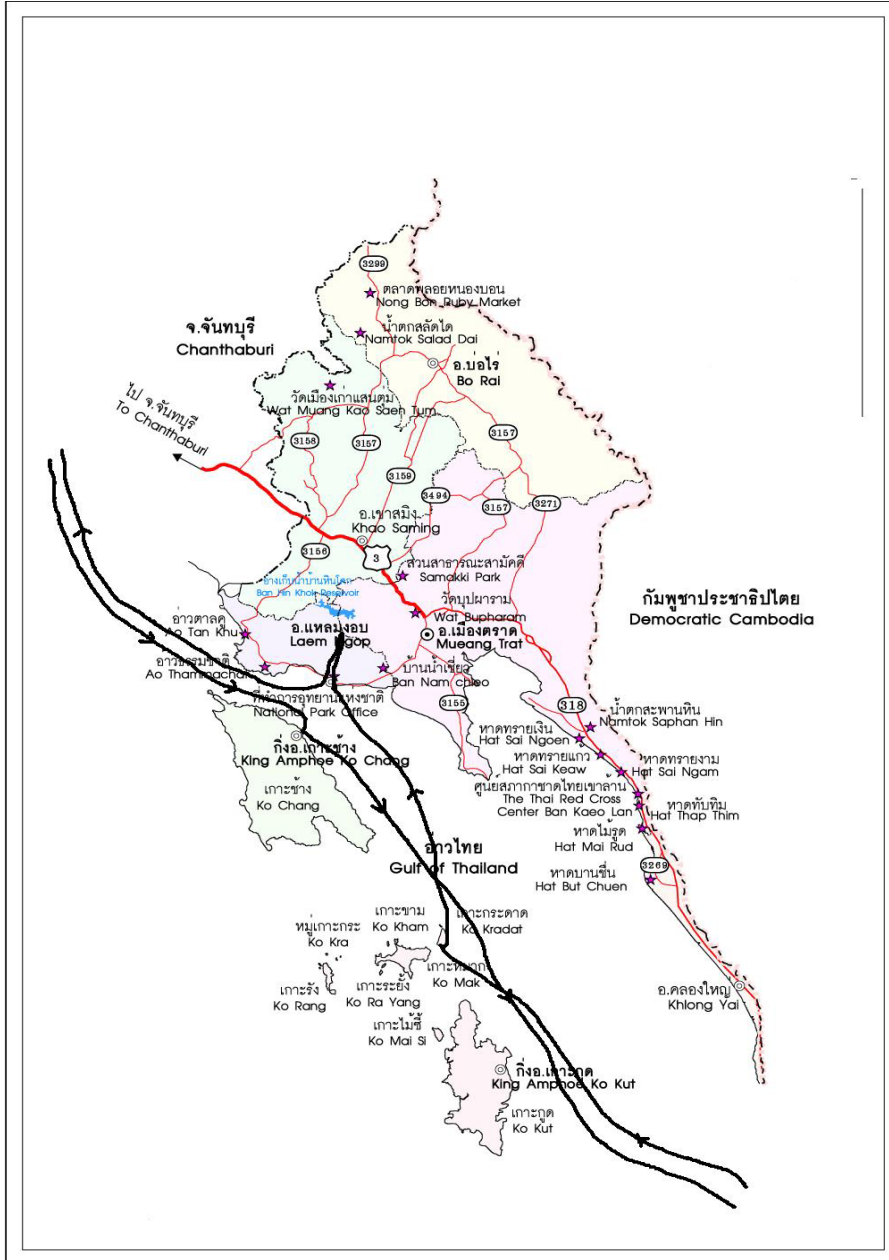 3299
ตลาดพลอยหนองบอน
Nong Bon Ruby Market
จ.จันทบุรี
Chanthaburi
น้ำตกสลัดได
Namtok Salad Dai
อ.บ่อไร่
Bo Rai
วัดเมืองเก่าแสนตุ่ม
Wat Muang Kao Saen Tum
ไป จ.จันทบุรี
To Chanthaburi
3158
3157
3157
3159
3494
3157
3271
อ.เขาสมิง
Khao Saming
3156
3
สวนสาธารณะสามัคคี
Samakki Park
อ่างเก็บน้ำบ้านหินโคก
Ban Hin Khok Reservoir
วัดบุปผาราม
Wat Bupharam
กัมพูชาประชาธิปไตย
Democratic Cambodia
อ่าวตาลคู่
Ao Tan Khu
อ.แหลมงอบ
Laem Ngop
อ.เมืองตราด
Mueang Trat
อ่าวธรรมชาติ
Ao Thammachat
บ้านน้ำเชี่ยว
Ban Nam chieo
ที่ทำการอุทยานแห่งชาติ
National Park Office
3155
318
น้ำตกสะพานหิน
Namtok Saphan Hin
หาดทรายเงิน
Hat Sai Ngoen
กิ่งอ.เกาะช้าง
King Amphoe Ko Chang
หาดทรายแก้ว
Hat Sai Keaw
หาดทรายงาม
Hat Sai Ngam
เกาะช้าง
Ko Chang
ศูนย์สภากาชาดไทยเขาล้าน
The Thai Red Cross
Center Ban Kaeo Lan
หาดทับทิม
Hat Thap Thim
หาดไม้รูด
Hat Mai Rud
อ่าวไทย
Gulf of Thailand
3269
หาดบานชื่น
Hat But Chuen
เกาะขาม
Ko Kham
เกาะกระดาด
Ko Kradat
หมู่เกาะกระ
Ko Kra
เกาะหมาก
Ko Mak
เกาะรัง
Ko Rang
เกาะระยั้ง
Ko Ra Yang
อ.คลองใหญ่
Khlong Yai
เกาะไม้ซี้
Ko Mai Si
กิ่งอ.เกาะกูด
King Amphoe Ko Kut
เกาะกูด
Ko Kut